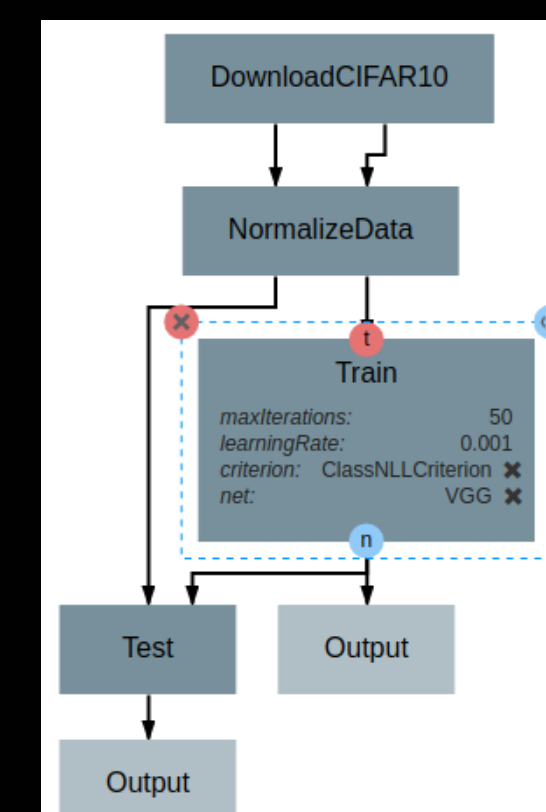 DownloadCIFAR10
NormalizeData
t
Train
maxIterations: 50
learningRate: 0.001
criterion: ClassNLLCriterion ✖
net: VGG ✖
n
Test
Output
Output